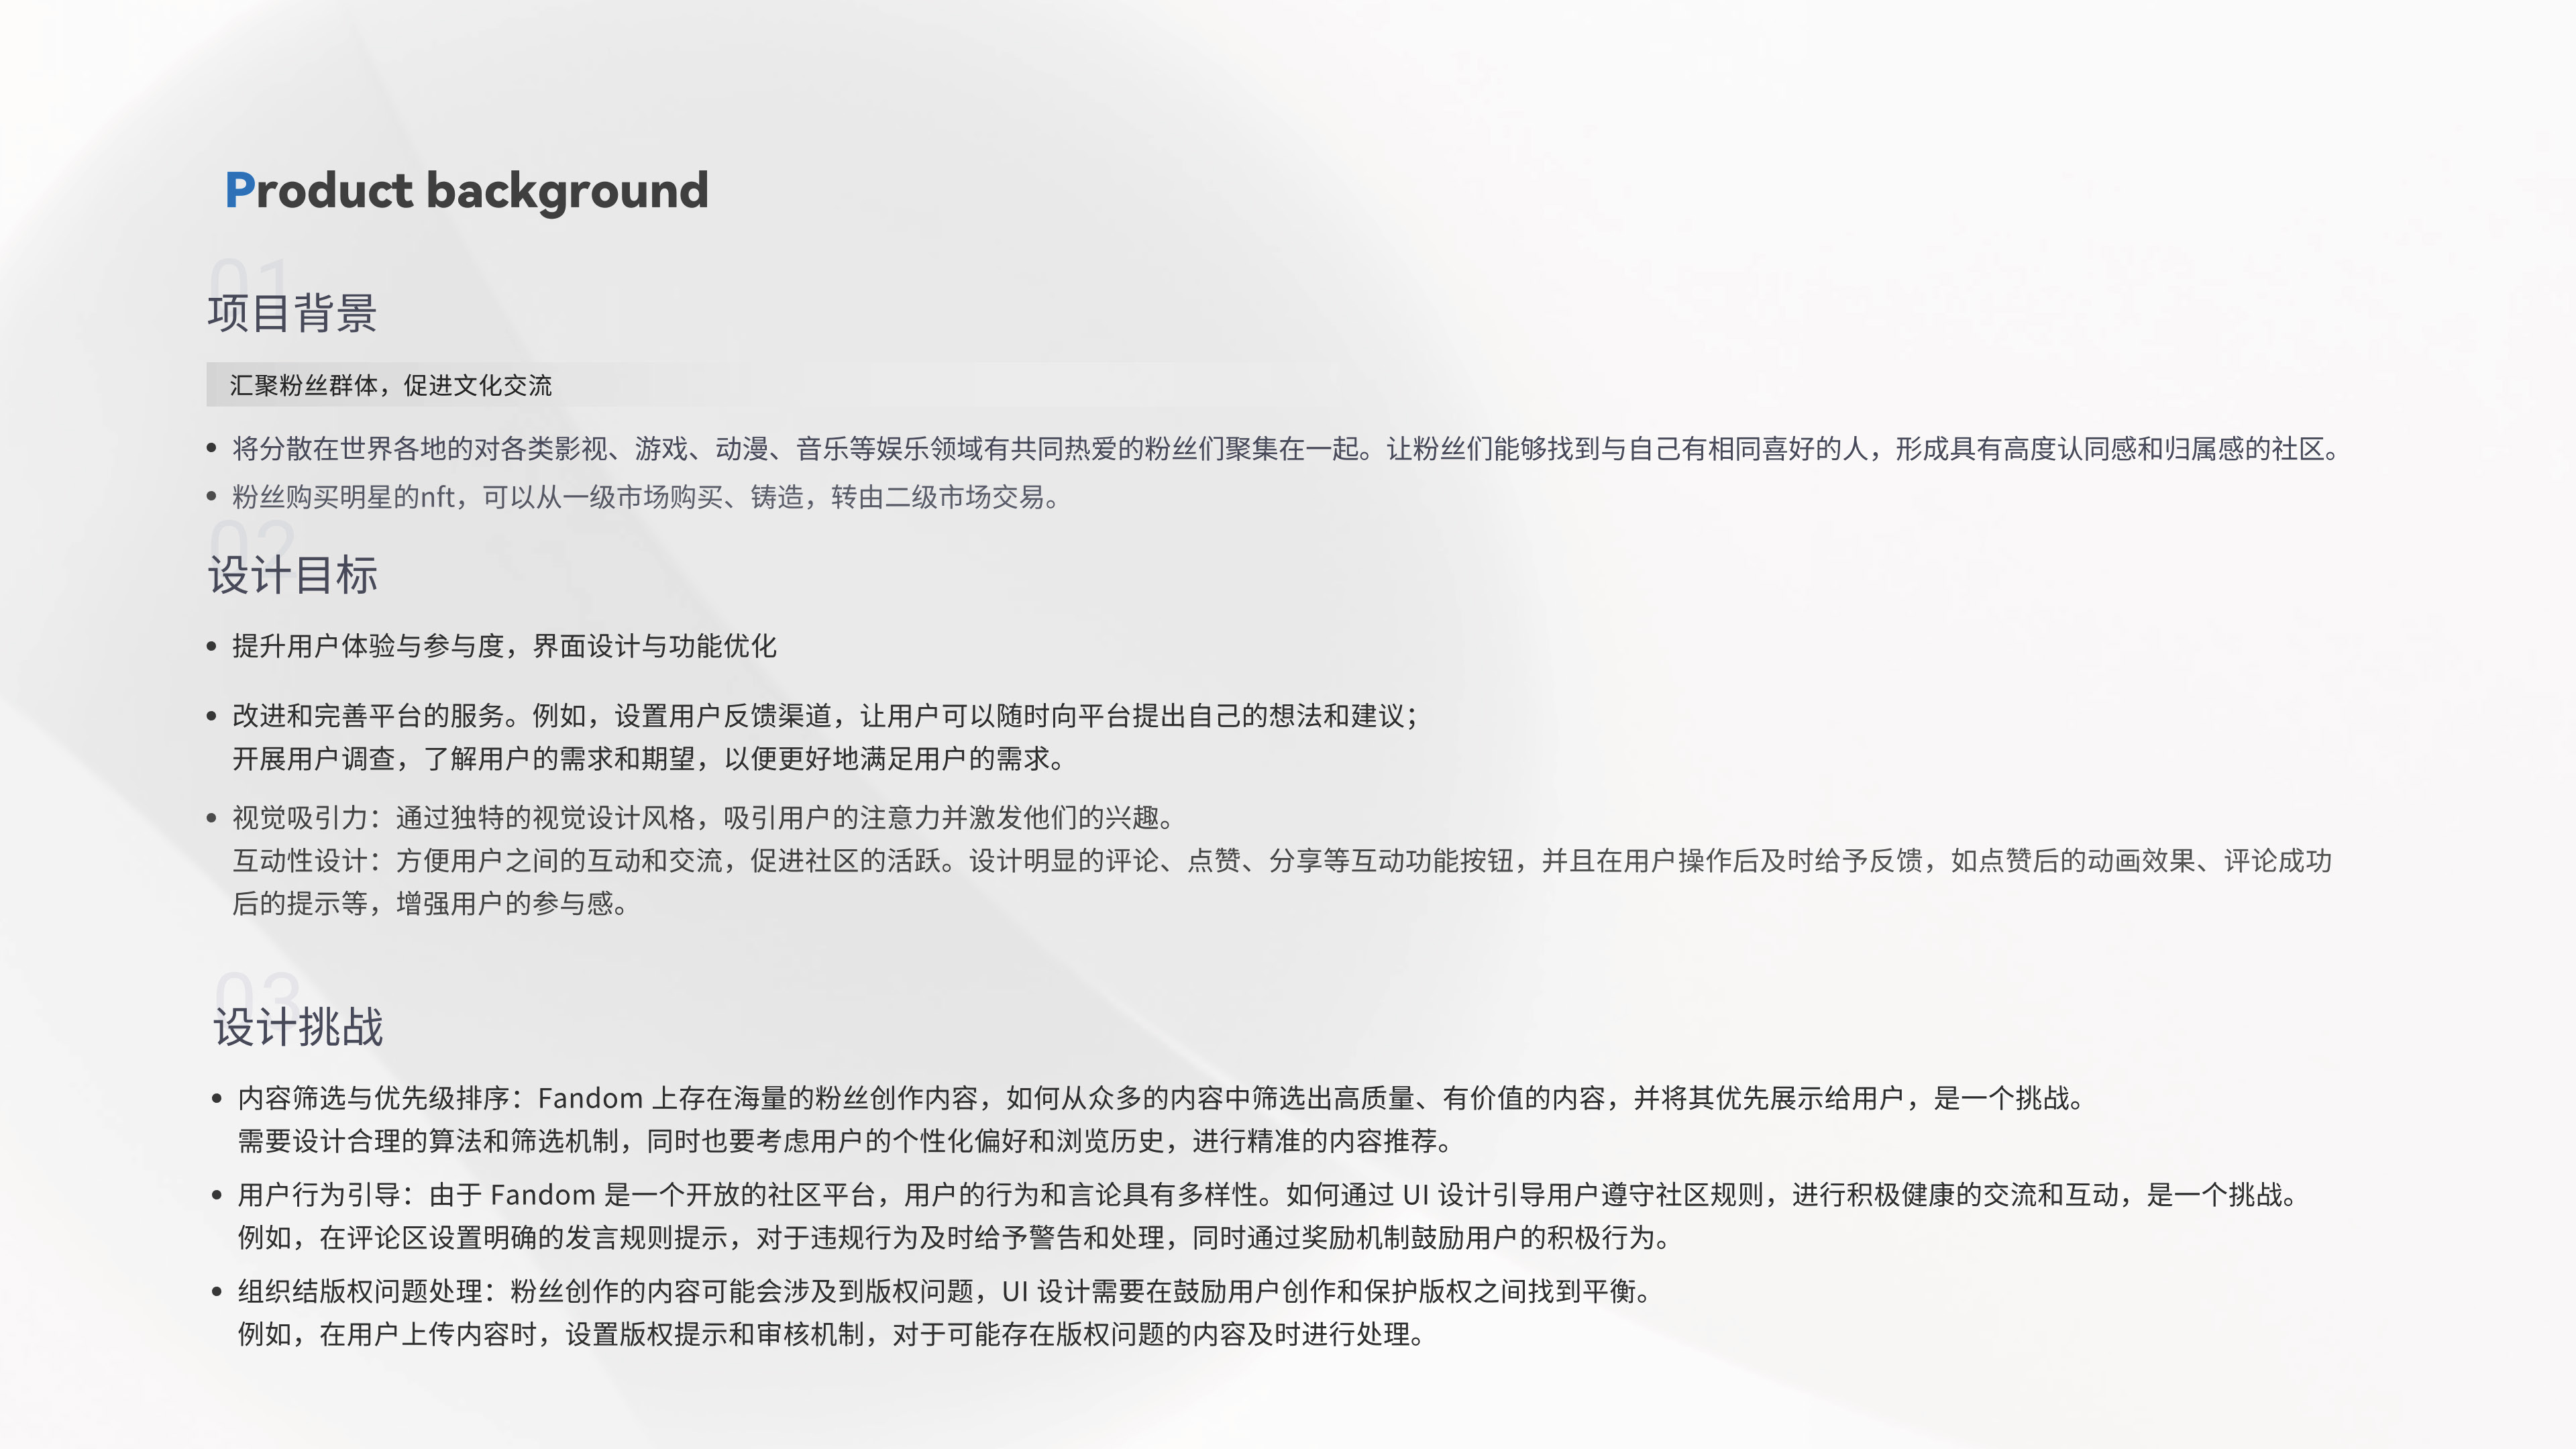 Product background
01
项目背景
汇聚粉丝群体，促进文化交流
• 将分散在世界各地的对各类影视、游戏、动漫、音乐等娱乐领域有共同热爱的粉丝们聚集在一起。让粉丝们能够找到与自己有相同喜好的人，形成具有高度认同感和归属感的社区。
• 粉丝购买明星的nft，可以从一级市场购买、铸造，转由二级市场交易。
02
设计目标
• 提升用户体验与参与度，界面设计与功能优化
• 改进和完善平台的服务。例如，设置用户反馈渠道，让用户可以随时向平台提出自己的想法和建议；
开展用户调查，了解用户的需求和期望，以便更好地满足用户的需求。
• 视觉吸引力：通过独特的视觉设计风格，吸引用户的注意力并激发他们的兴趣。
互动性设计：方便用户之间的互动和交流，促进社区的活跃。设计明显的评论、点赞、分享等互动功能按钮，并且在用户操作后及时给予反馈，如点赞后的动画效果、评论成功
后的提示等，增强用户的参与感。
03
设计挑战
• 内容筛选与优先级排序：Fandom 上存在海量的粉丝创作内容，如何从众多的内容中筛选出高质量、有价值的内容，并将其优先展示给用户，是一个挑战。
需要设计合理的算法和筛选机制，同时也要考虑用户的个性化偏好和浏览历史，进行精准的内容推荐。
• 用户行为引导：由于 Fandom 是一个开放的社区平台，用户的行为和言论具有多样性。如何通过 UI 设计引导用户遵守社区规则，进行积极健康的交流和互动，是一个挑战。
例如，在评论区设置明确的发言规则提示，对于违规行为及时给予警告和处理，同时通过奖励机制鼓励用户的积极行为。
• 组织结版权问题处理：粉丝创作的内容可能会涉及到版权问题，UI 设计需要在鼓励用户创作和保护版权之间找到平衡。
例如，在用户上传内容时，设置版权提示和审核机制，对于可能存在版权问题的内容及时进行处理。